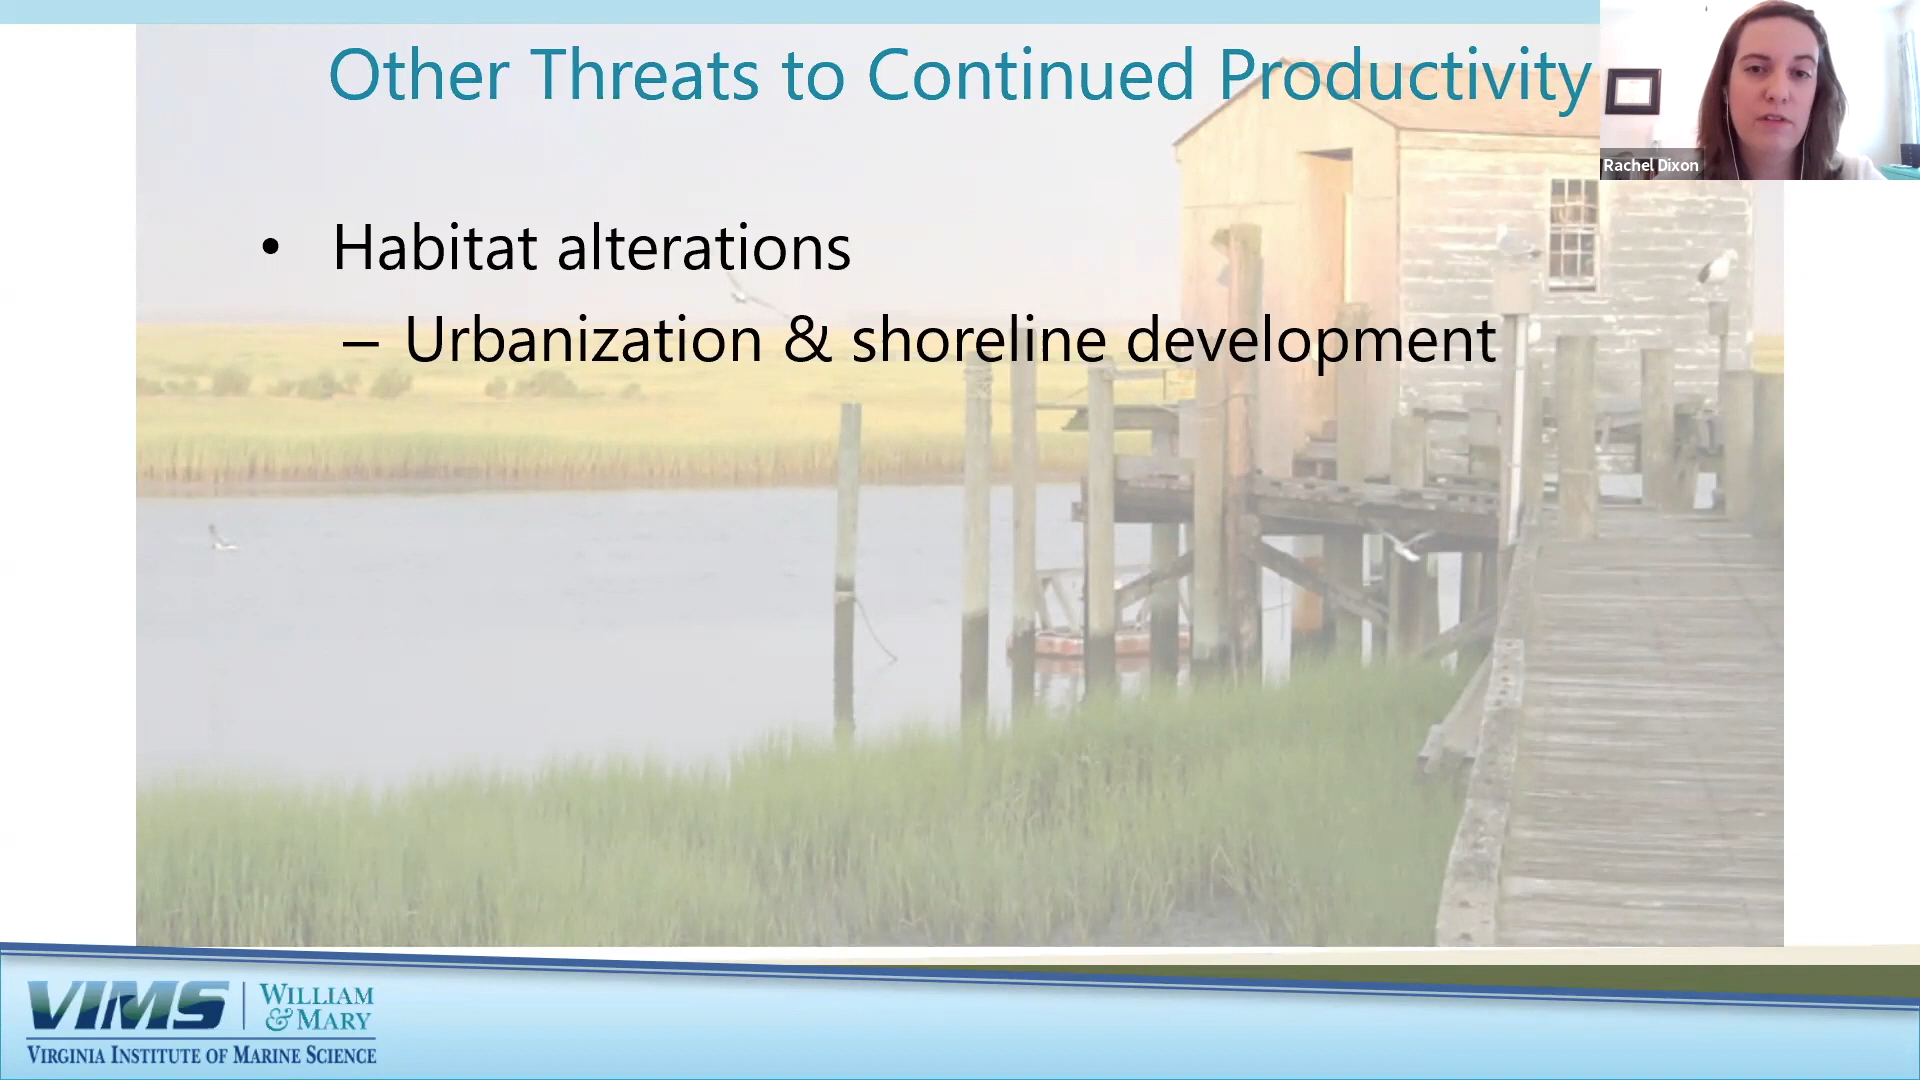 Other Threats to Continued Productivity
Rachel Dixon
• Habitat alterations
– Urbanization & shoreline development
VIMS
WILLIAM
& MARY
VIRGINIA INSTITUTE OF MARINE SCIENCE